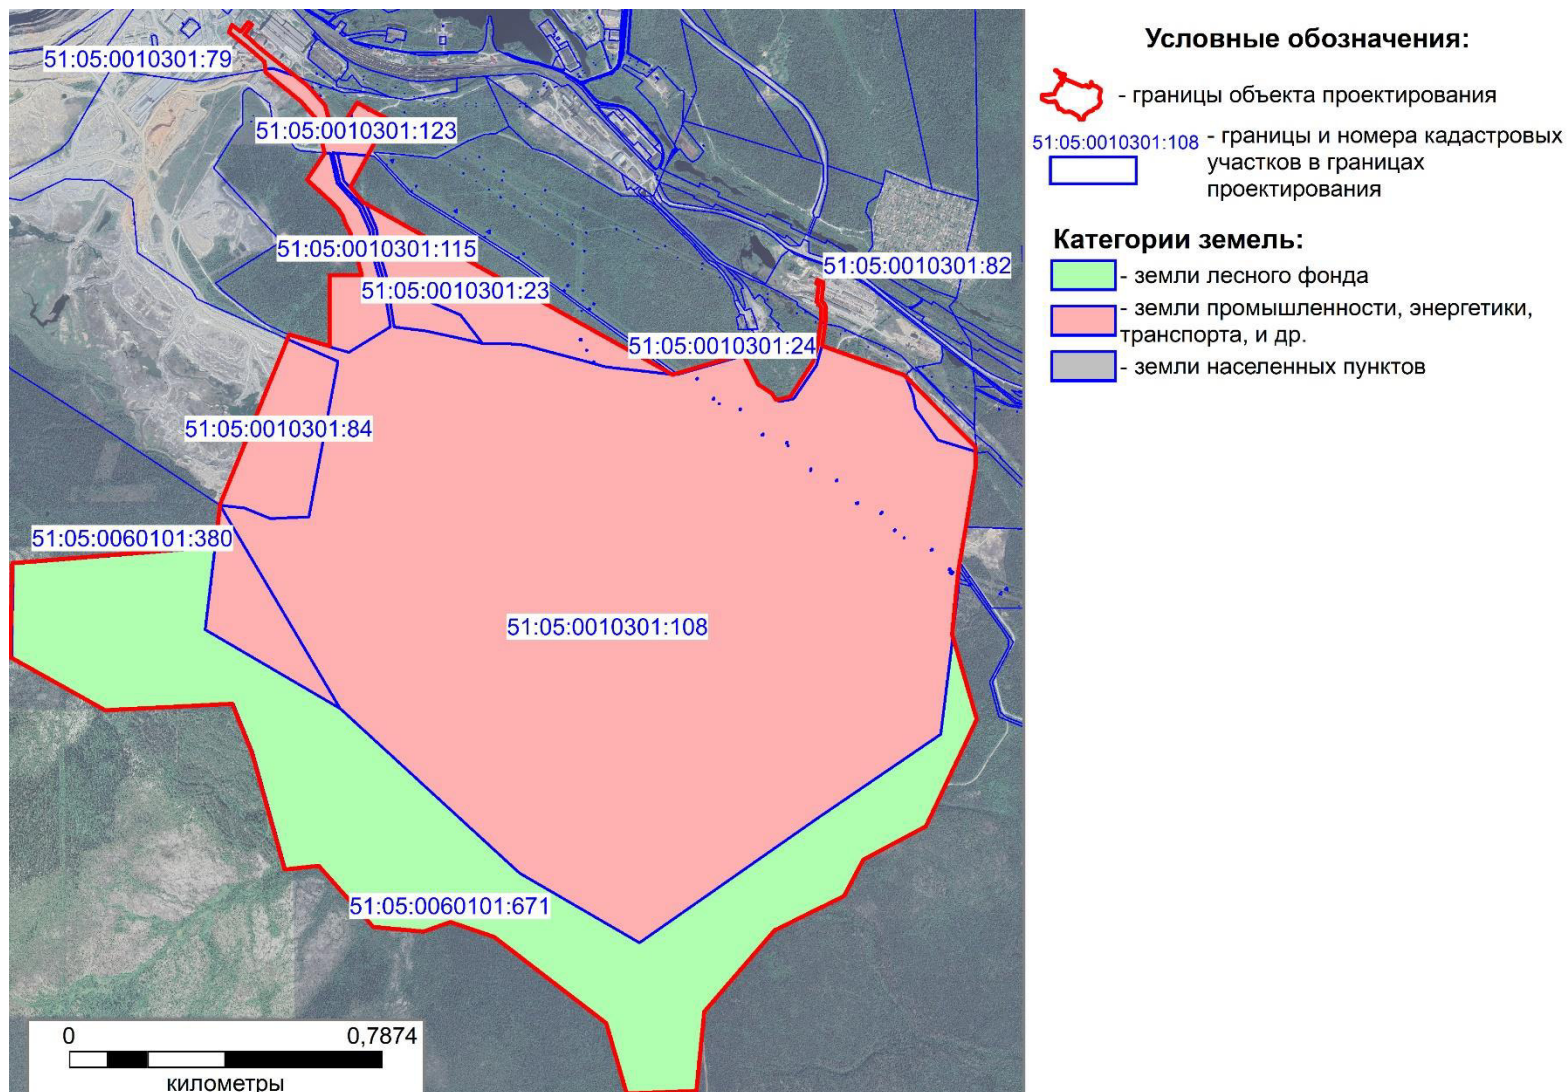 51:05:0010301:79
51:05:0010301:123
51:05:0010301:115
51:05:0010301:23
51:05:0010301:82
51:05:0010301:24
51:05:0010301:84
51:05:0060101:380
51:05:0010301:108
51:05:0060101:671
0 0,7874
километры
Условные обозначения:
- границы объекта проектирования
51:05:0010301:108 - границы и номера кадастровых
участков в границах
проектирования
Категории земель:
- земли лесного фонда
- земли промышленности, энергетики,
транспорта, и др.
- земли населенных пунктов